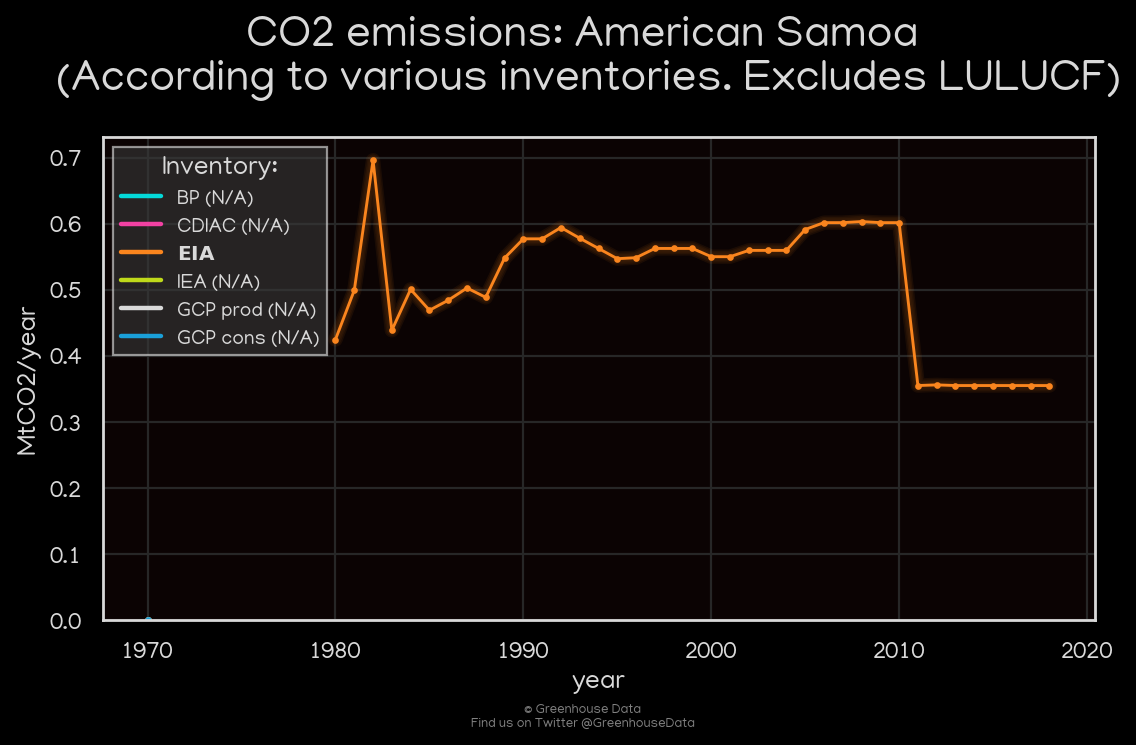 CO2 emissions: American Samoa
(According to various inventories. Excludes LULUCF)
Inventory:
BP (N/A)
CDIAC (N/A)
EIA
IEA (N/A)
GCP prod (N/A)
GCP cons (N/A)
0.7
0.6
0.5
0.4
0.3
0.2
0.1
0.0
MtCO2/year
1970 1980 1990 2000 2010 2020
year
© Greenhouse Data
Find us on Twitter @GreenhouseData